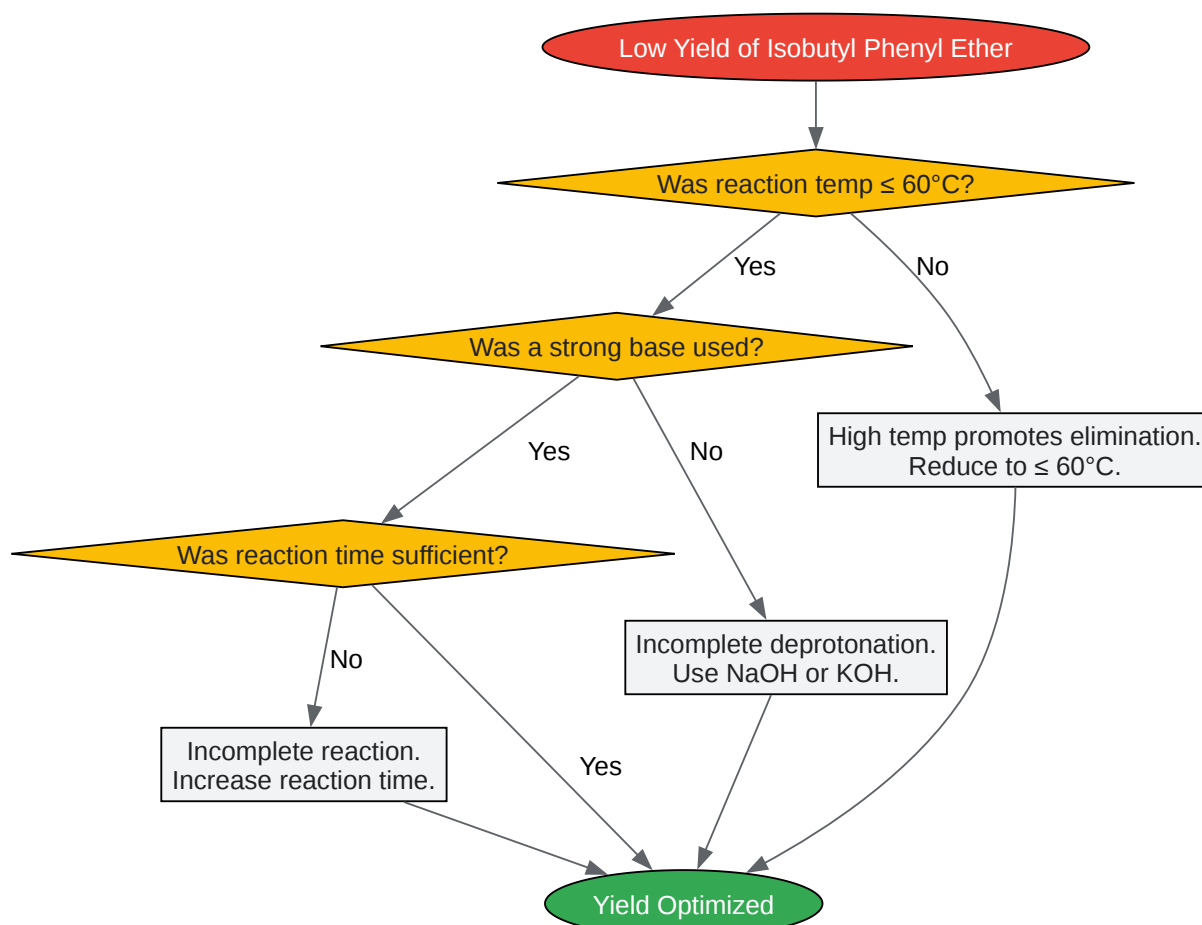 Low Yield of Isobutyl Phenyl Ether
Was reaction temp ≤ 60°C?
Yes
No
Was a strong base used?
High temp promotes elimination.
Reduce to ≤ 60°C.
Yes
No
Was reaction time sufficient?
Incomplete deprotonation.
Use NaOH or KOH.
No
Incomplete reaction.
Increase reaction time.
Yes
Yield Optimized